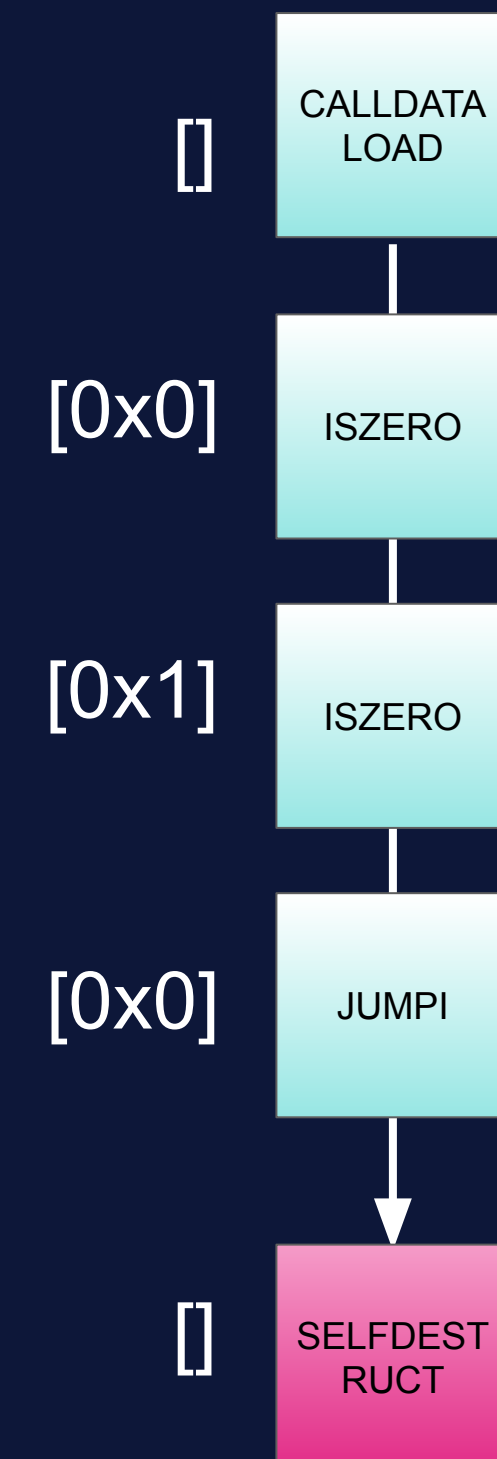 []
CALLDATA
LOAD
[0x0]
ISZERO
[0x1]
ISZERO
[0x0]
JUMPI
[]
SELFDEST
RUCT